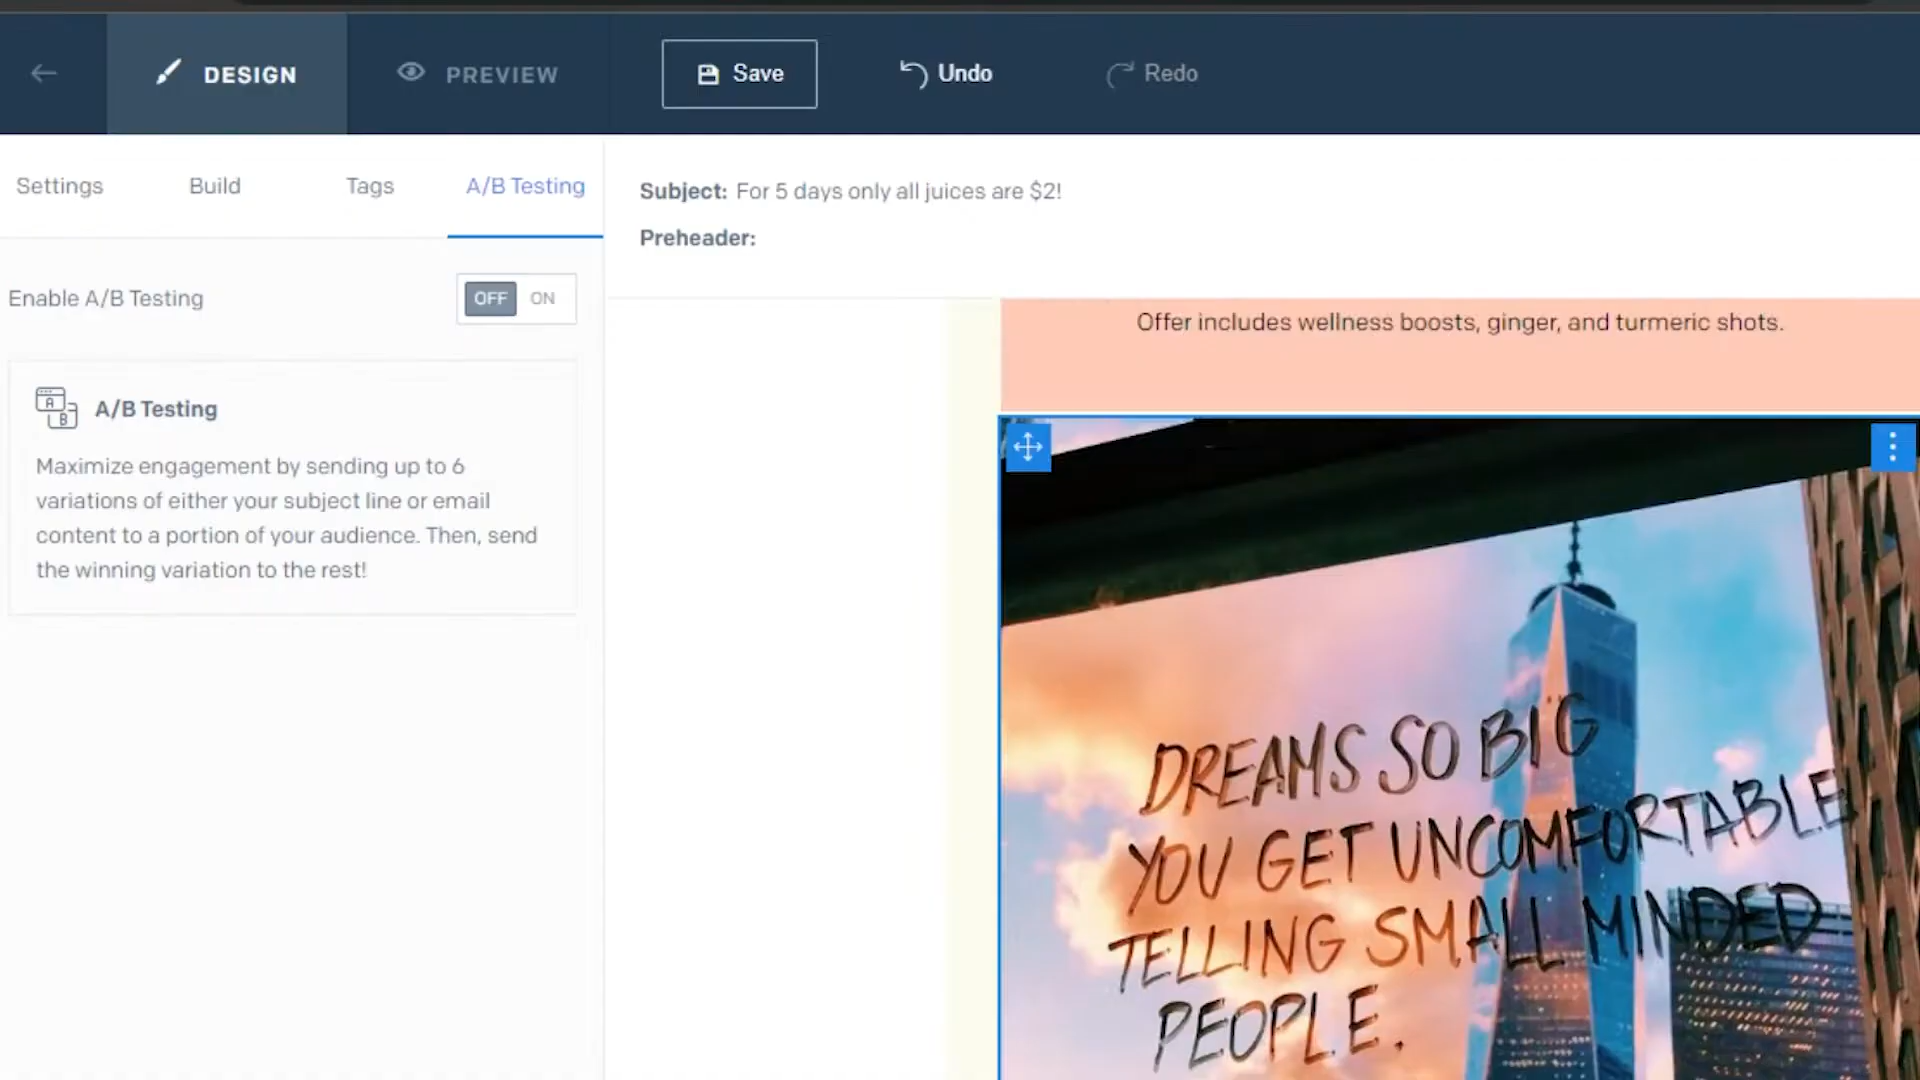 DESIGN
PREVIEW
Save
Undo
Redo
Settings
Build
Tags
A/B Testing
Subject: For 5 days only all juices are $2!
Preheader:
Enable A/B Testing
OFF
ON
Offer includes wellness boosts, ginger, and turmeric shots.
A
B
A/B Testing
Maximize engagement by sending up to 6
variations of either your subject line or email
content to a portion of your audience. Then, send
the winning variation to the rest!
DREAMS SO BIG
YOU GET UNCOMFORTABLE
TELLING SMALL MINDED
PEOPLE.